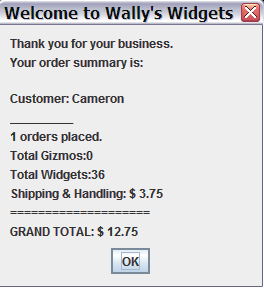 Welcome to Wally's Widgets
Thank you for your business.
Your order summary is:
Customer: Cameron
__________
1 orders placed.
Total Gizmos:0
Total Widgets:36
Shipping & Handling: $ 3.75
====================
GRAND TOTAL: $ 12.75
OK